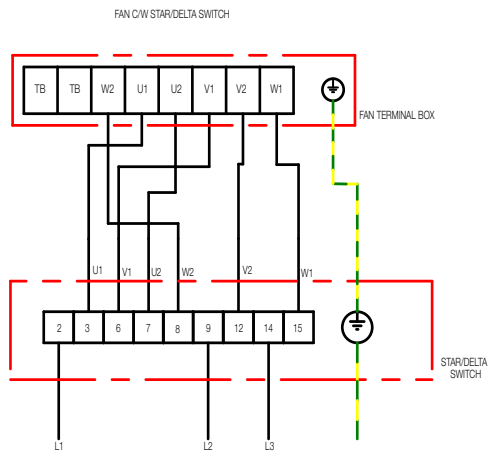 FAN C/W STAR/DELTA SWITCH
TB TB W2 U1 U2 V1 V2 W1
FAN TERMINAL BOX
U1 V1 U2 W2 V2 W1
2 3 6 7 8 9 12 14 15
STAR/DELTA
SWITCH
L1 L2 L3